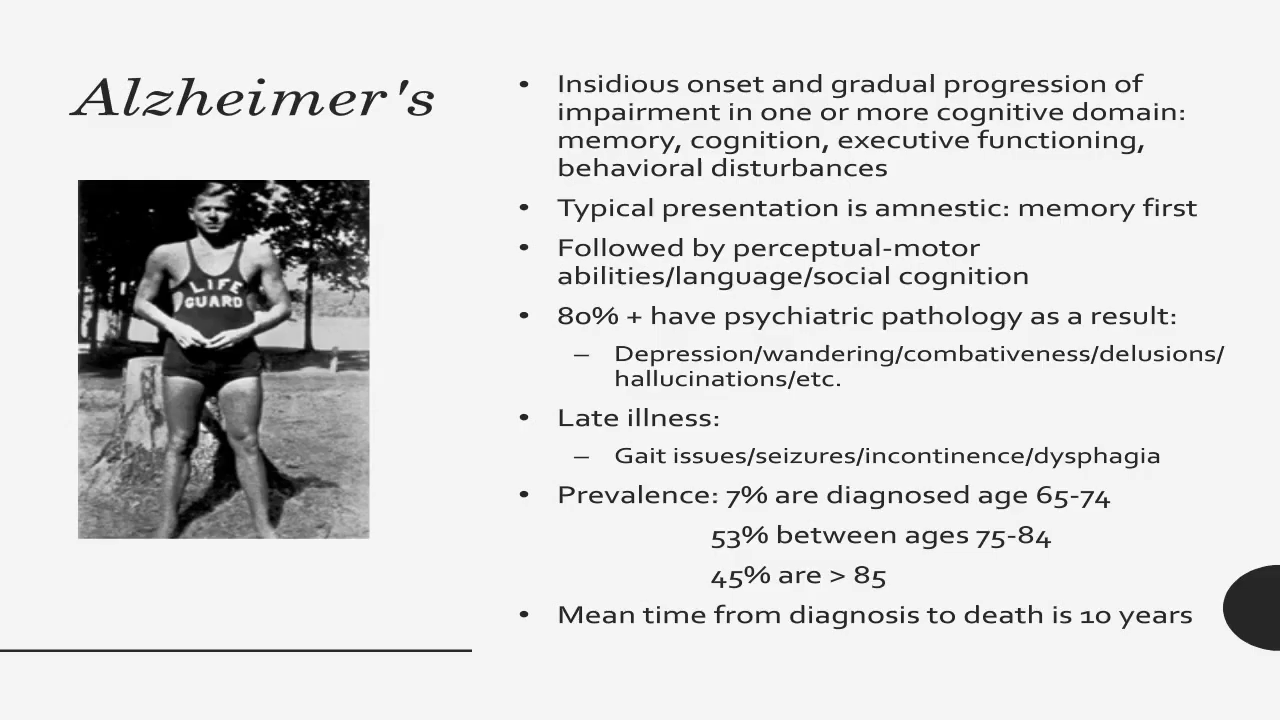 Alzheimer's
LIFE
GUARD
• Insidious onset and gradual progression of
impairment in one or more cognitive domain:
memory, cognition, executive functioning,
behavioral disturbances
• Typical presentation is amnestic: memory first
• Followed by perceptual-motor
abilities/language/social cognition
• 80% + have psychiatric pathology as a result:
– Depression/wandering/combativeness/delusions/
hallucinations/etc.
• Late illness:
– Gait issues/seizures/incontinence/dysphagia
• Prevalence: 7% are diagnosed age 65-74
53% between ages 75-84
45% are > 85
• Mean time from diagnosis to death is 10 years